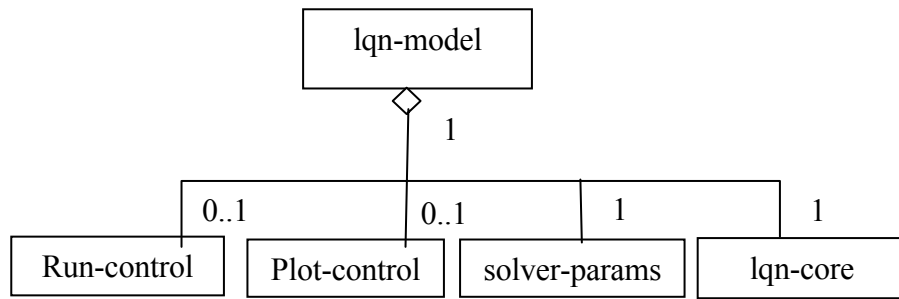 lqn-model
1
0..1
0..1
1
1
Run-control
Plot-control
solver-params
lqn-core